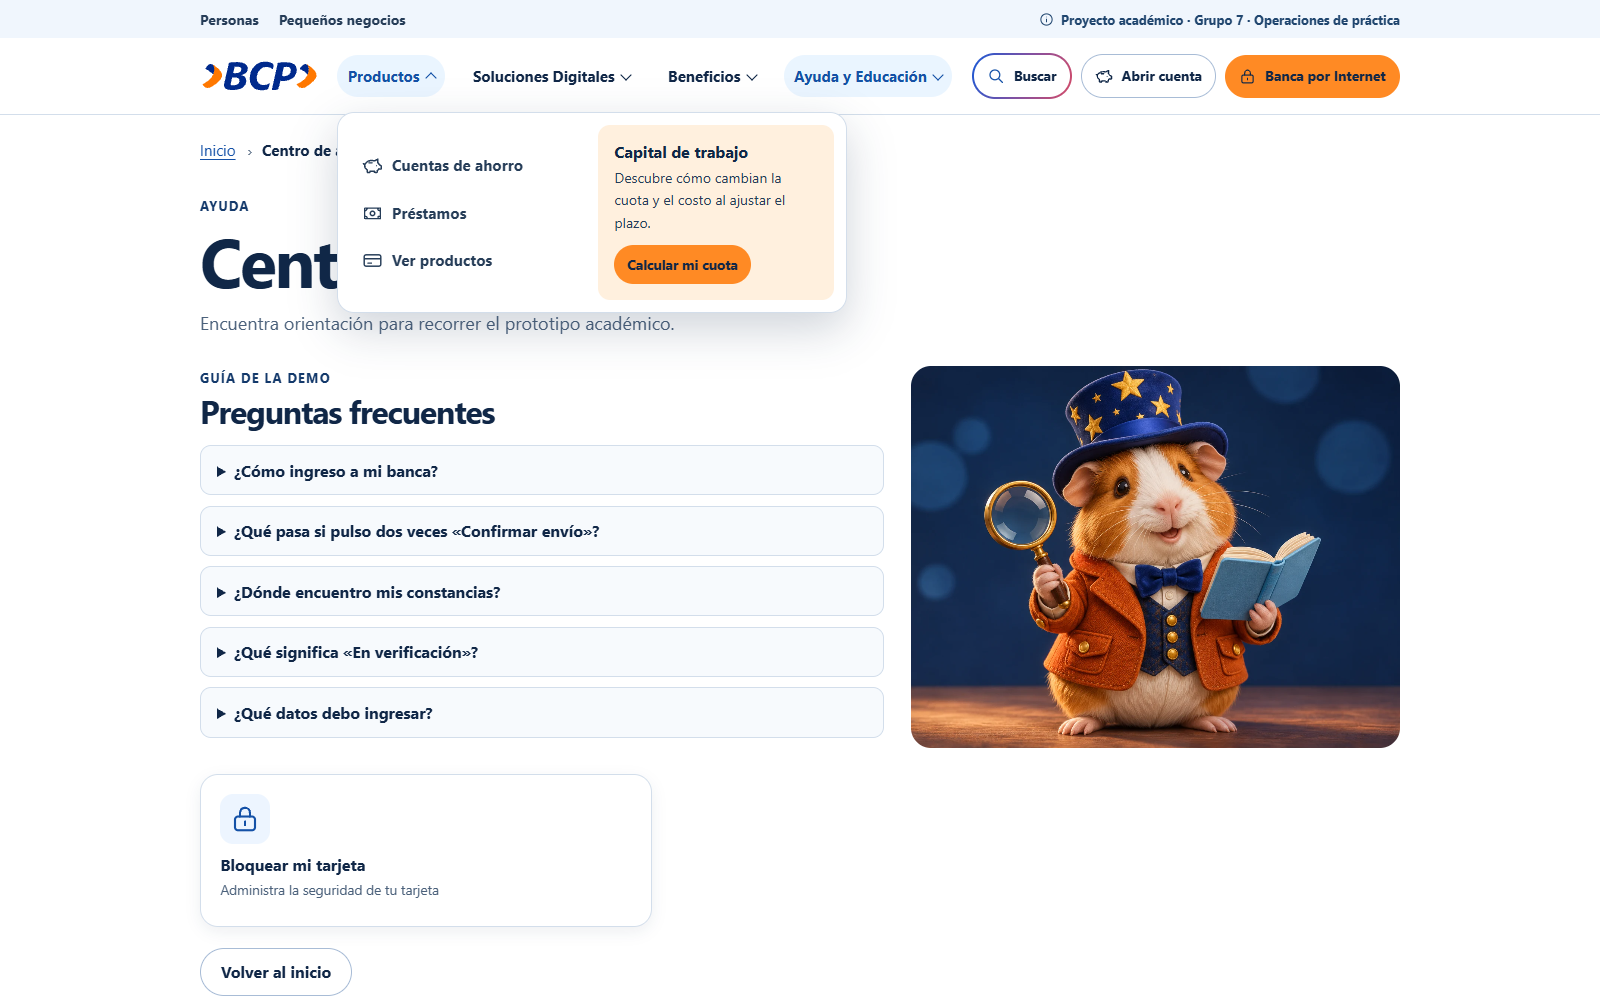 Personas
Pequeños negocios
Proyecto académico · Grupo 7 · Operaciones de práctica
BCP
Productos
Soluciones Digitales
Beneficios
Ayuda y Educación
Buscar
Abrir cuenta
Banca por Internet
Inicio › Centro de
Cuentas de ahorro
Préstamos
Ver productos
Capital de trabajo
Descubre cómo cambian la
cuota y el costo al ajustar el
plazo.
Calcular mi cuota
AYUDA
Cent
Encuentra orientación para recorrer el prototipo académico.
GUÍA DE LA DEMO
Preguntas frecuentes
¿Cómo ingreso a mi banca?
¿Qué pasa si pulso dos veces «Confirmar envío»?
¿Dónde encuentro mis constancias?
¿Qué significa «En verificación»?
¿Qué datos debo ingresar?
Bloquear mi tarjeta
Administra la seguridad de tu tarjeta
Volver al inicio